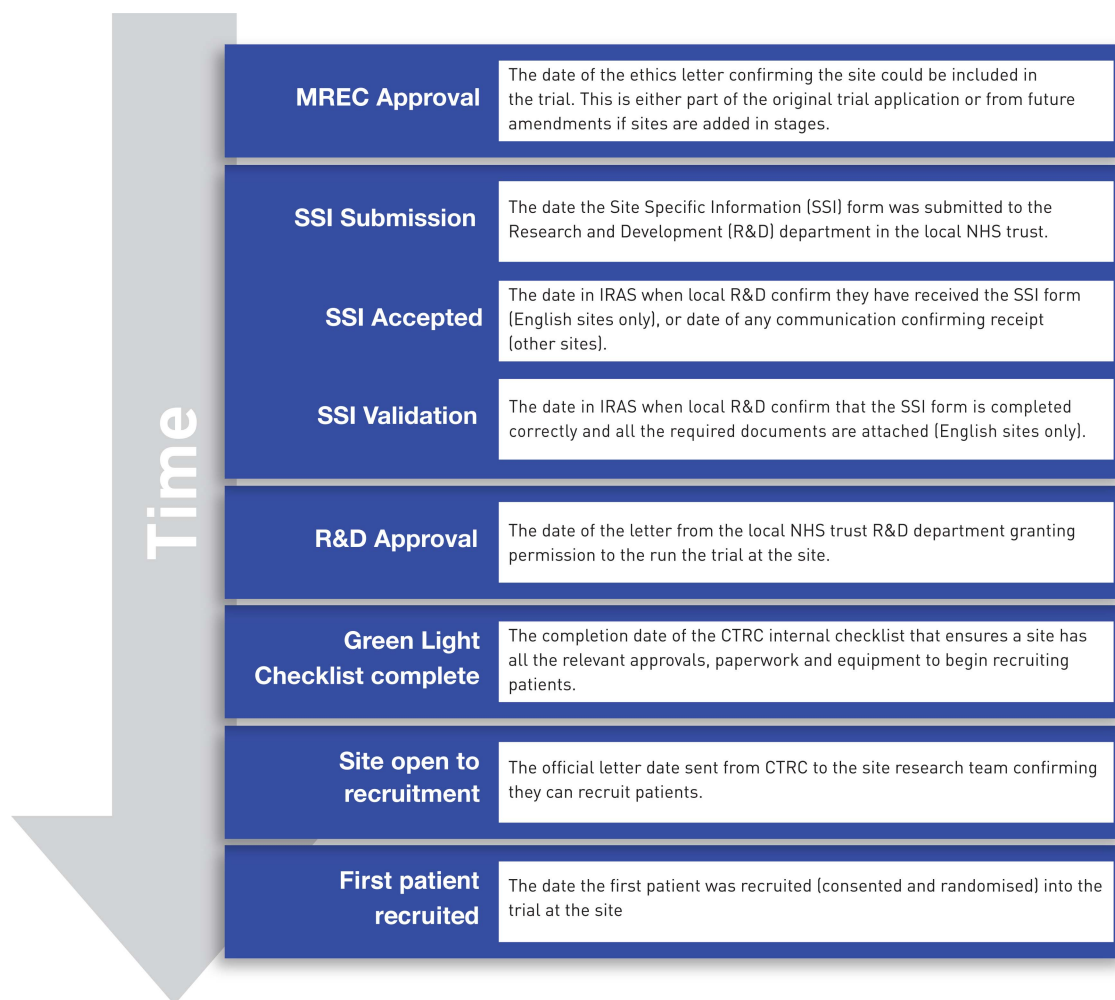 Time
MREC Approval
The date of the ethics letter confirming the site could be included in
the trial. This is either part of the original trial application or from future
amendments if sites are added in stages.
SSI Submission
The date the Site Specific Information (SSI) form was submitted to the
Research and Development (R&D) department in the local NHS trust.
SSI Accepted
The date in IRAS when local R&D confirm they have received the SSI form
(English sites only), or date of any communication confirming receipt
(other sites).
SSI Validation
The date in IRAS when local R&D confirm that the SSI form is completed
correctly and all the required documents are attached (English sites only).
R&D Approval
The date of the letter from the local NHS trust R&D department granting
permission to the run the trial at the site.
Green Light
Checklist complete
The completion date of the CTRC internal checklist that ensures a site has
all the relevant approvals, paperwork and equipment to begin recruiting
patients.
Site open to
recruitment
The official letter date sent from CTRC to the site research team confirming
they can recruit patients.
First patient
recruited
The date the first patient was recruited (consented and randomised) into the
trial at the site